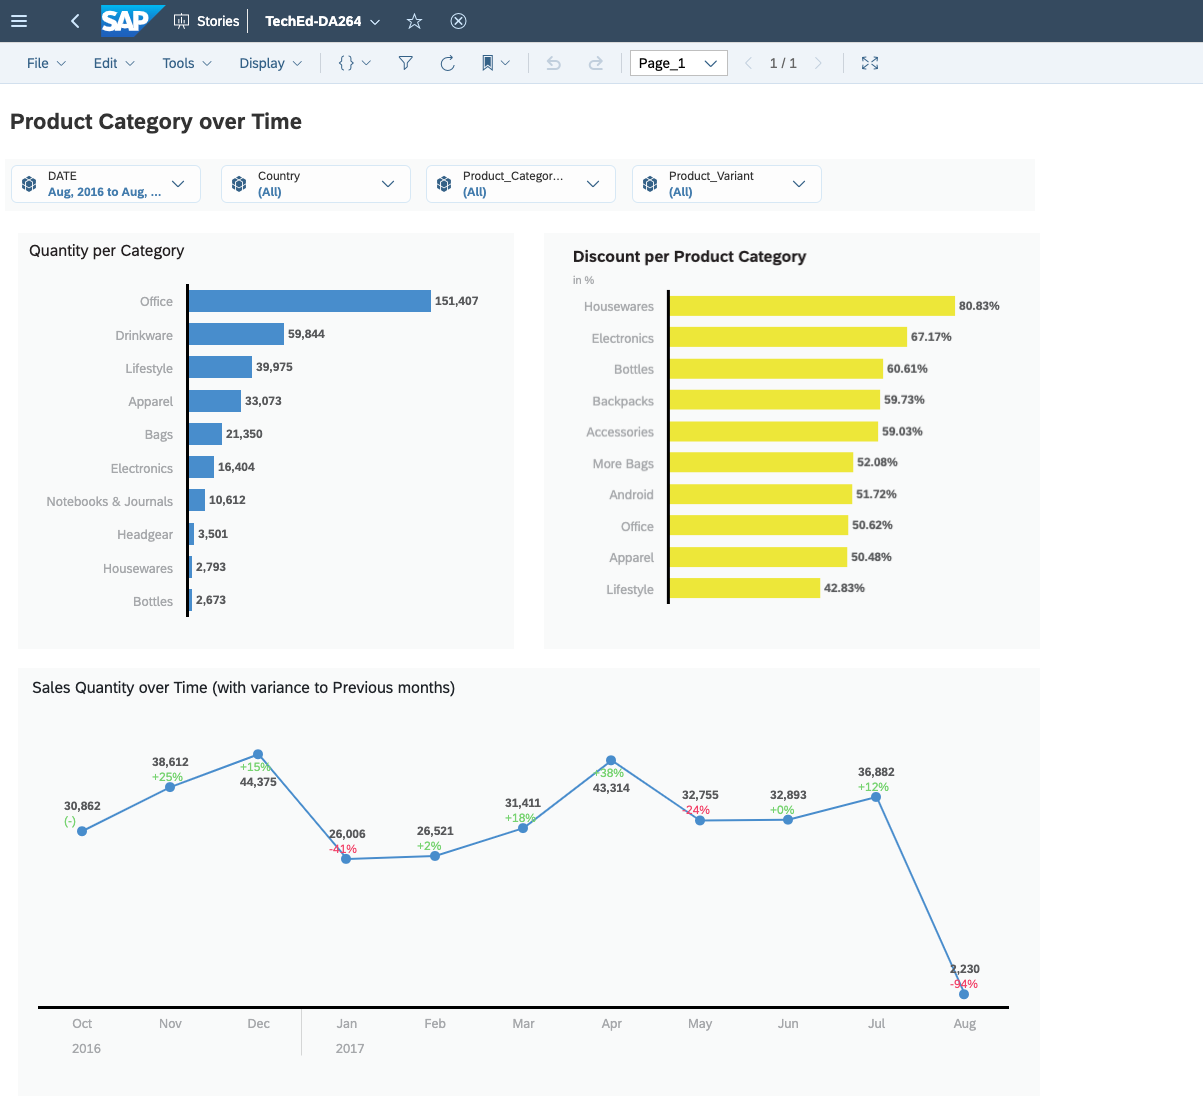 SAP Stories TechEd-DA264
File Edit Tools Display { } Page_1 1 / 1
Product Category over Time
DATE
Aug, 2016 to Aug, ...
Country
(All)
Product_Categor...
(All)
Product_Variant
(All)
Quantity per Category
Office 151,407
Drinkware 59,844
Lifestyle 39,975
Apparel 33,073
Bags 21,350
Electronics 16,404
Notebooks & Journals 10,612
Headgear 3,501
Housewares 2,793
Bottles 2,673
Discount per Product Category
in %
Housewares 80.83%
Electronics 67.17%
Bottles 60.61%
Backpacks 59.73%
Accessories 59.03%
More Bags 52.08%
Android 51.72%
Office 50.62%
Apparel 50.48%
Lifestyle 42.83%
Sales Quantity over Time (with variance to Previous months)
30,862
(-)
38,612
+25%
+15%
44,375
26,006
-41%
26,521
+2%
31,411
+18%
+38%
43,314
32,755
-24%
32,893
+0%
36,882
+12%
2,230
-94%
Oct Nov Dec Jan Feb Mar Apr May Jun Jul Aug
2016 2017